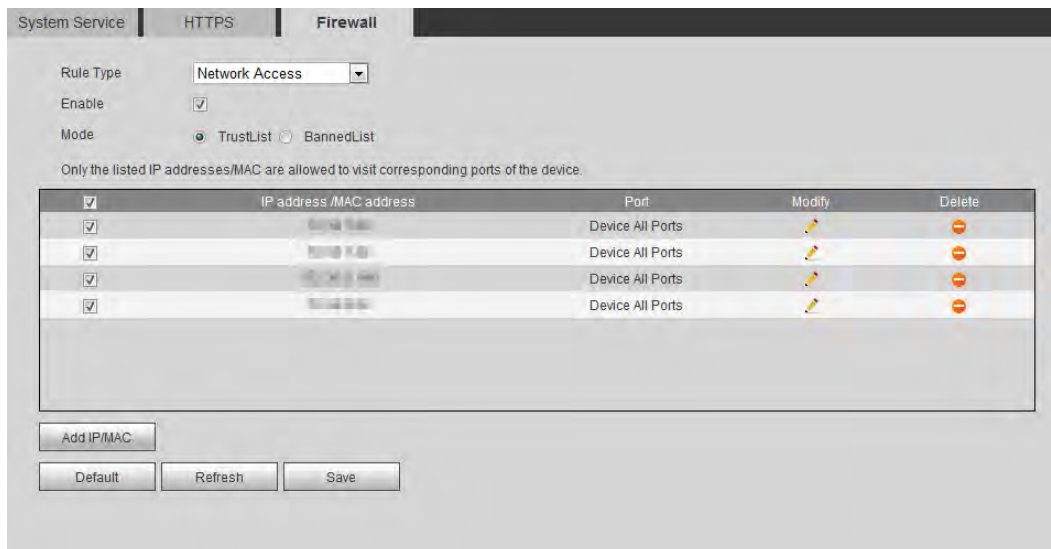 System Service HTTPS Firewall
Rule Type Network Access
Enable
Mode TrustList BannedList
Only the listed IP addresses/MAC are allowed to visit corresponding ports of the device.
IP address /MAC address Port Modify Delete
Device All Ports
Device All Ports
Device All Ports
Device All Ports
Add IP/MAC
Default Refresh Save